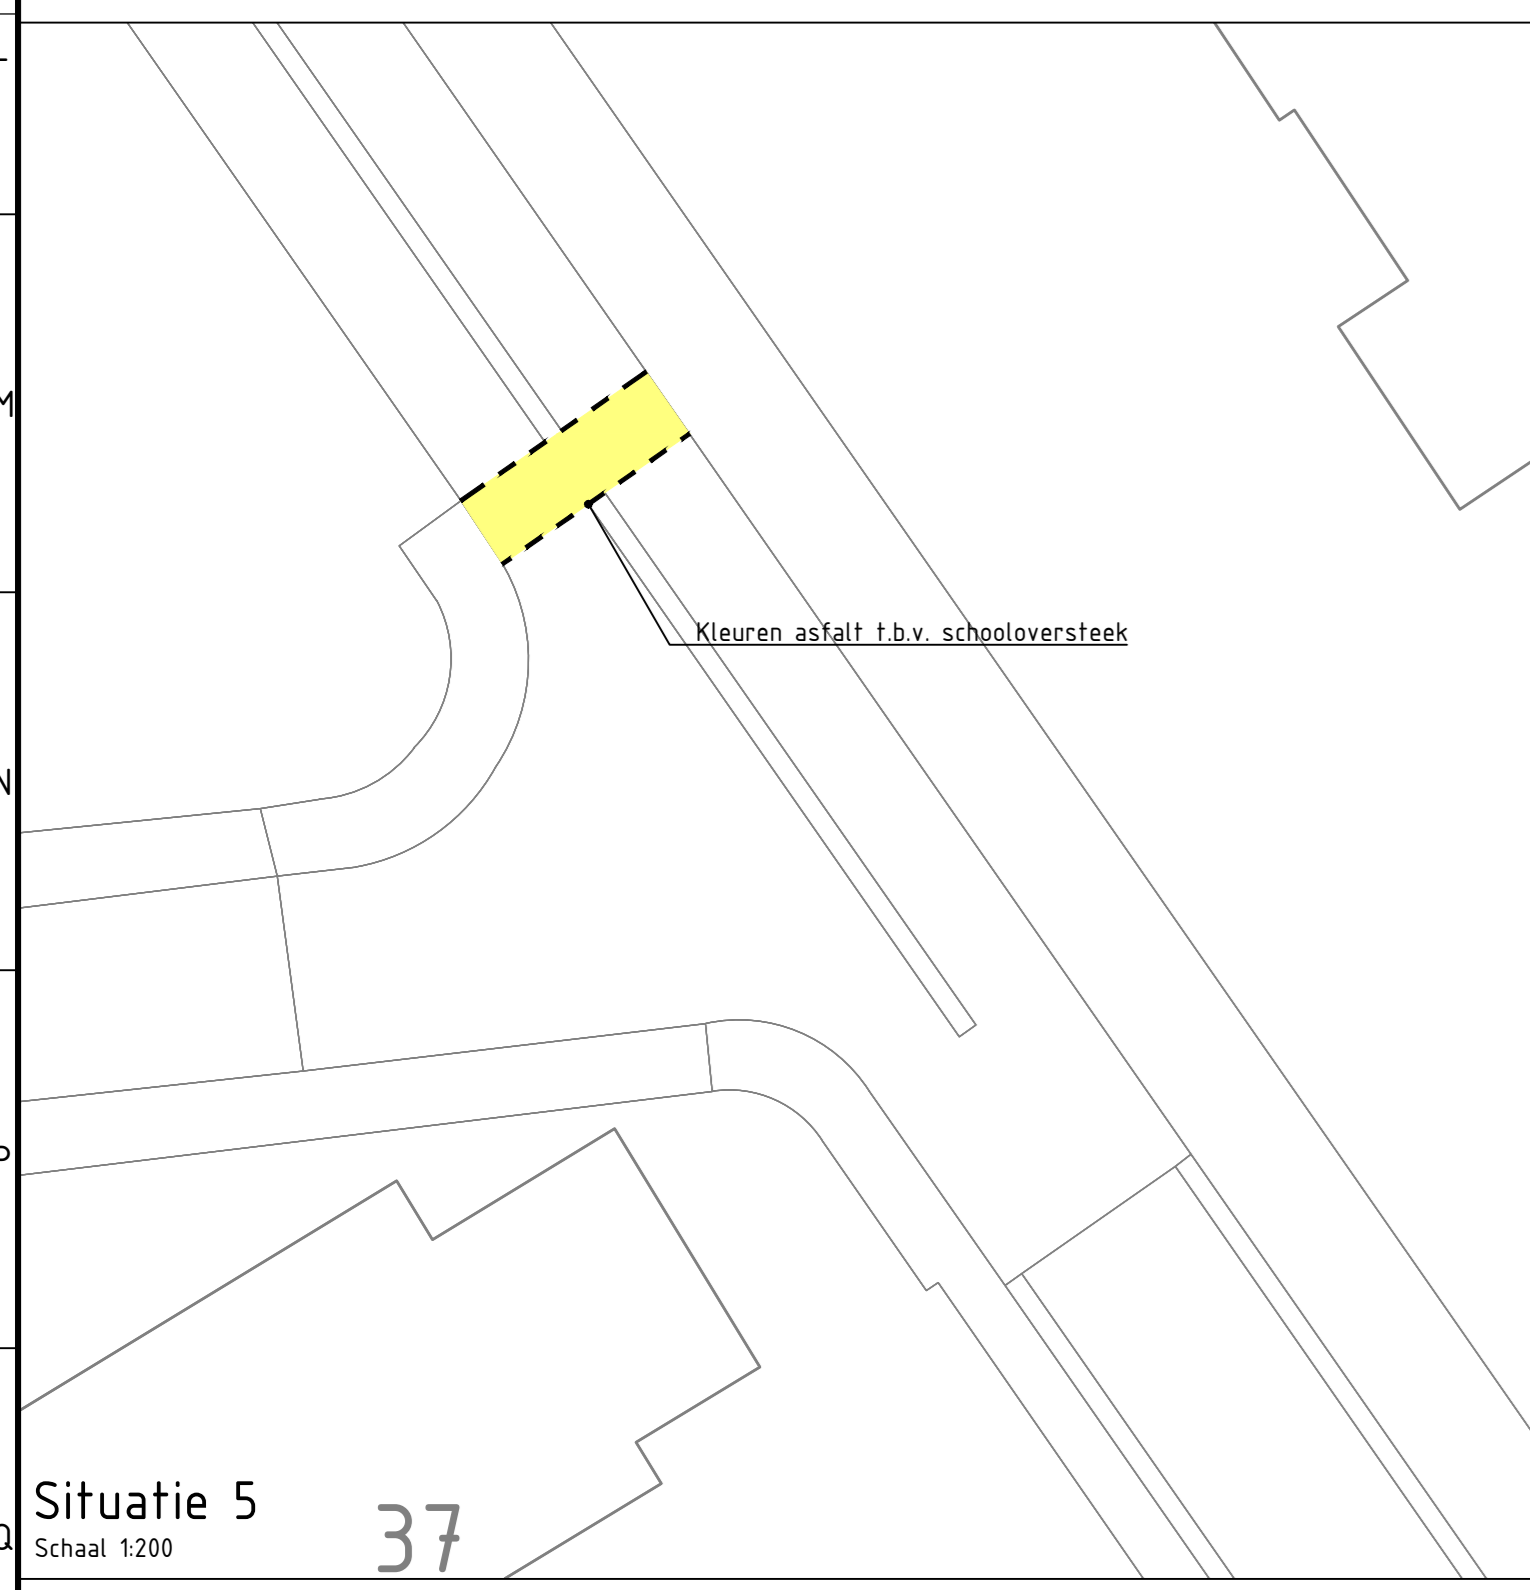 M
Kleuren asfalt t.b.v. schooloversteek
N
P
Situatie 5
37
Schaal 1:200
Q